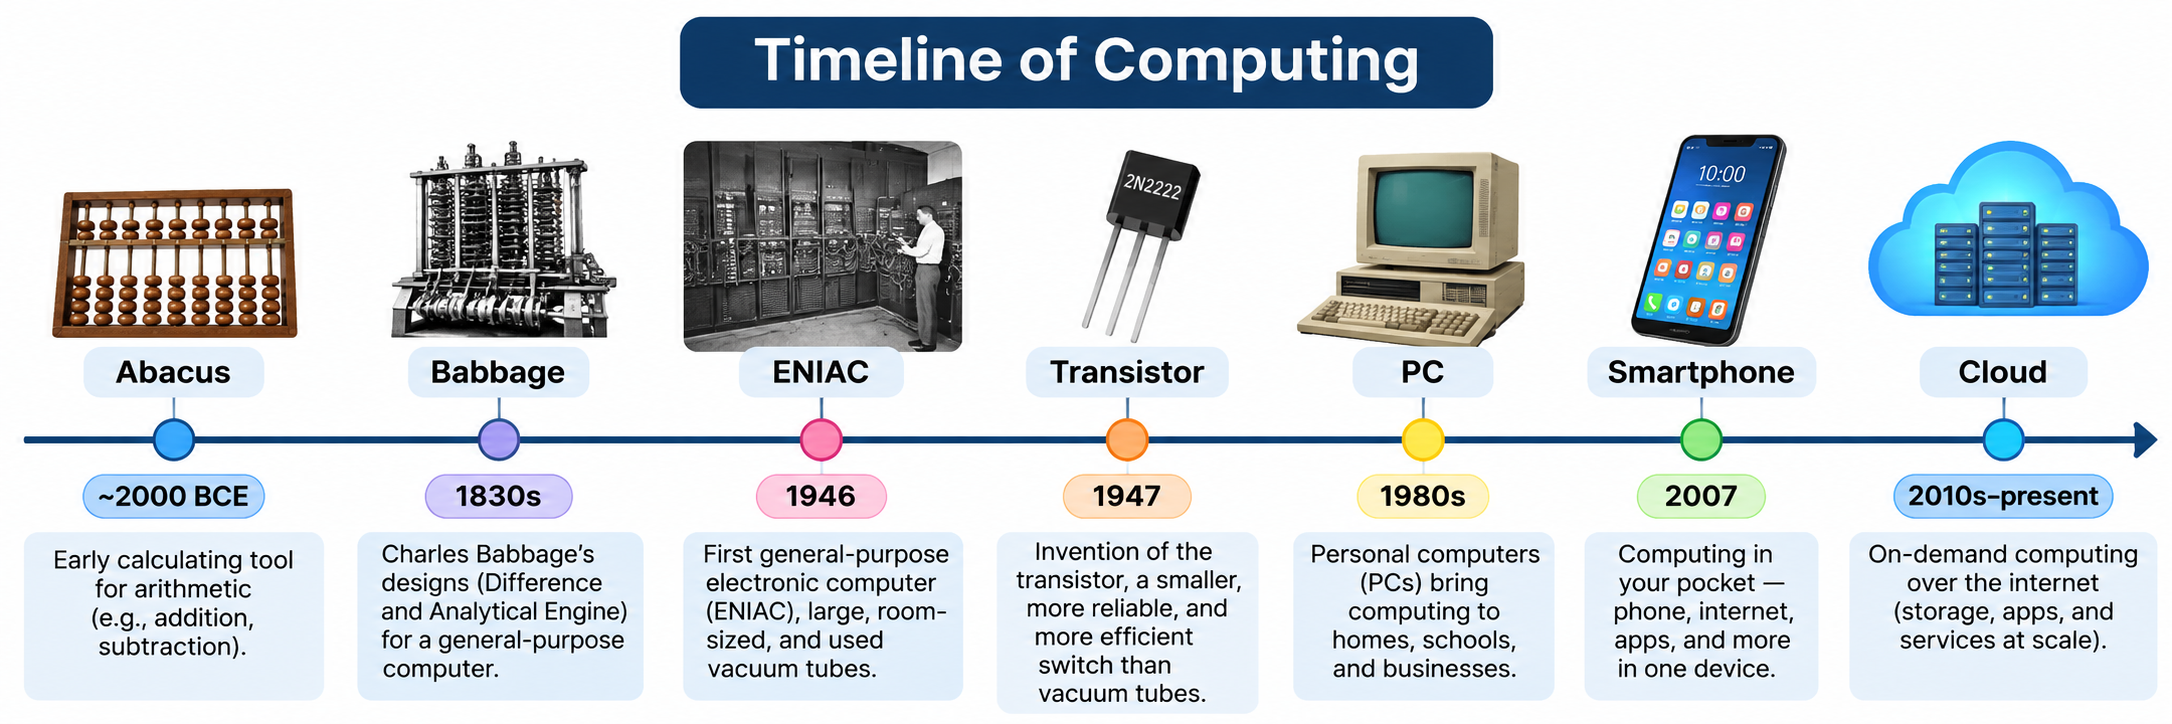 Timeline of Computing
2N2222
10:00
Abacus
Babbage
ENIAC
Transistor
PC
Smartphone
Cloud
~2000 BCE
1830s
1946
1947
1980s
2007
2010s–present
Early calculating tool
for arithmetic
(e.g., addition,
subtraction).
Charles Babbage's
designs (Difference
and Analytical Engine)
for a general-purpose
computer.
First general-purpose
electronic computer
(ENIAC), large, room-
sized, and used
vacuum tubes.
Invention of the
transistor, a smaller,
more reliable, and
more efficient
switch than
vacuum tubes.
Personal computers
(PCs) bring
computing to
homes, schools,
and businesses.
Computing in
your pocket —
phone, internet,
apps, and more
in one device.
On-demand computing
over the internet
(storage, apps, and
services at scale).